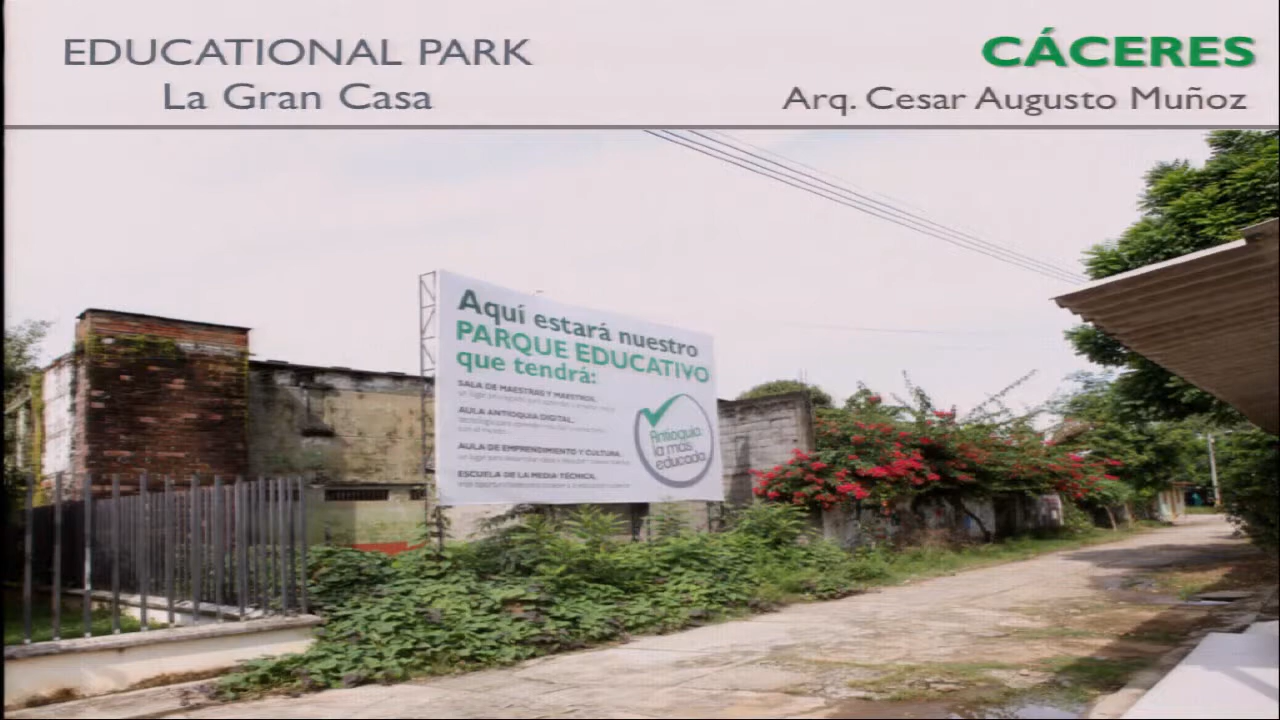 EDUCATIONAL PARK
La Gran Casa
CÁCERES
Arq. Cesar Augusto Muñoz
Aquí estará nuestro
PARQUE EDUCATIVO
que tendrá:
SALA DE MAESTRAS Y MAESTROS.
AULA ANTIOQUIA DIGITAL.
AULA DE EMPRENDIMIENTO Y CULTURA.
ESCUELA DE LA MEDIA TÉCNICA.
Antioquia
la más
educada